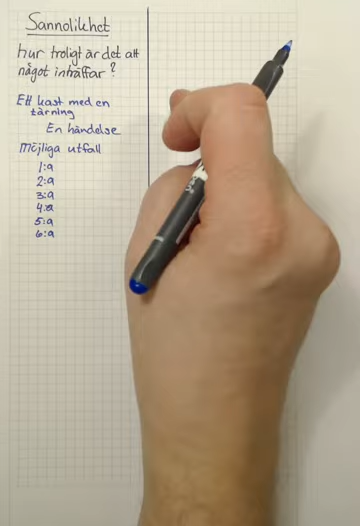 Sannolikhet
hur troligt är det att
något inträffar?
Ett kast med en
tärning
En händelse
Möjliga utfall
1:a
2:a
3:a
4:a
5:a
6:a